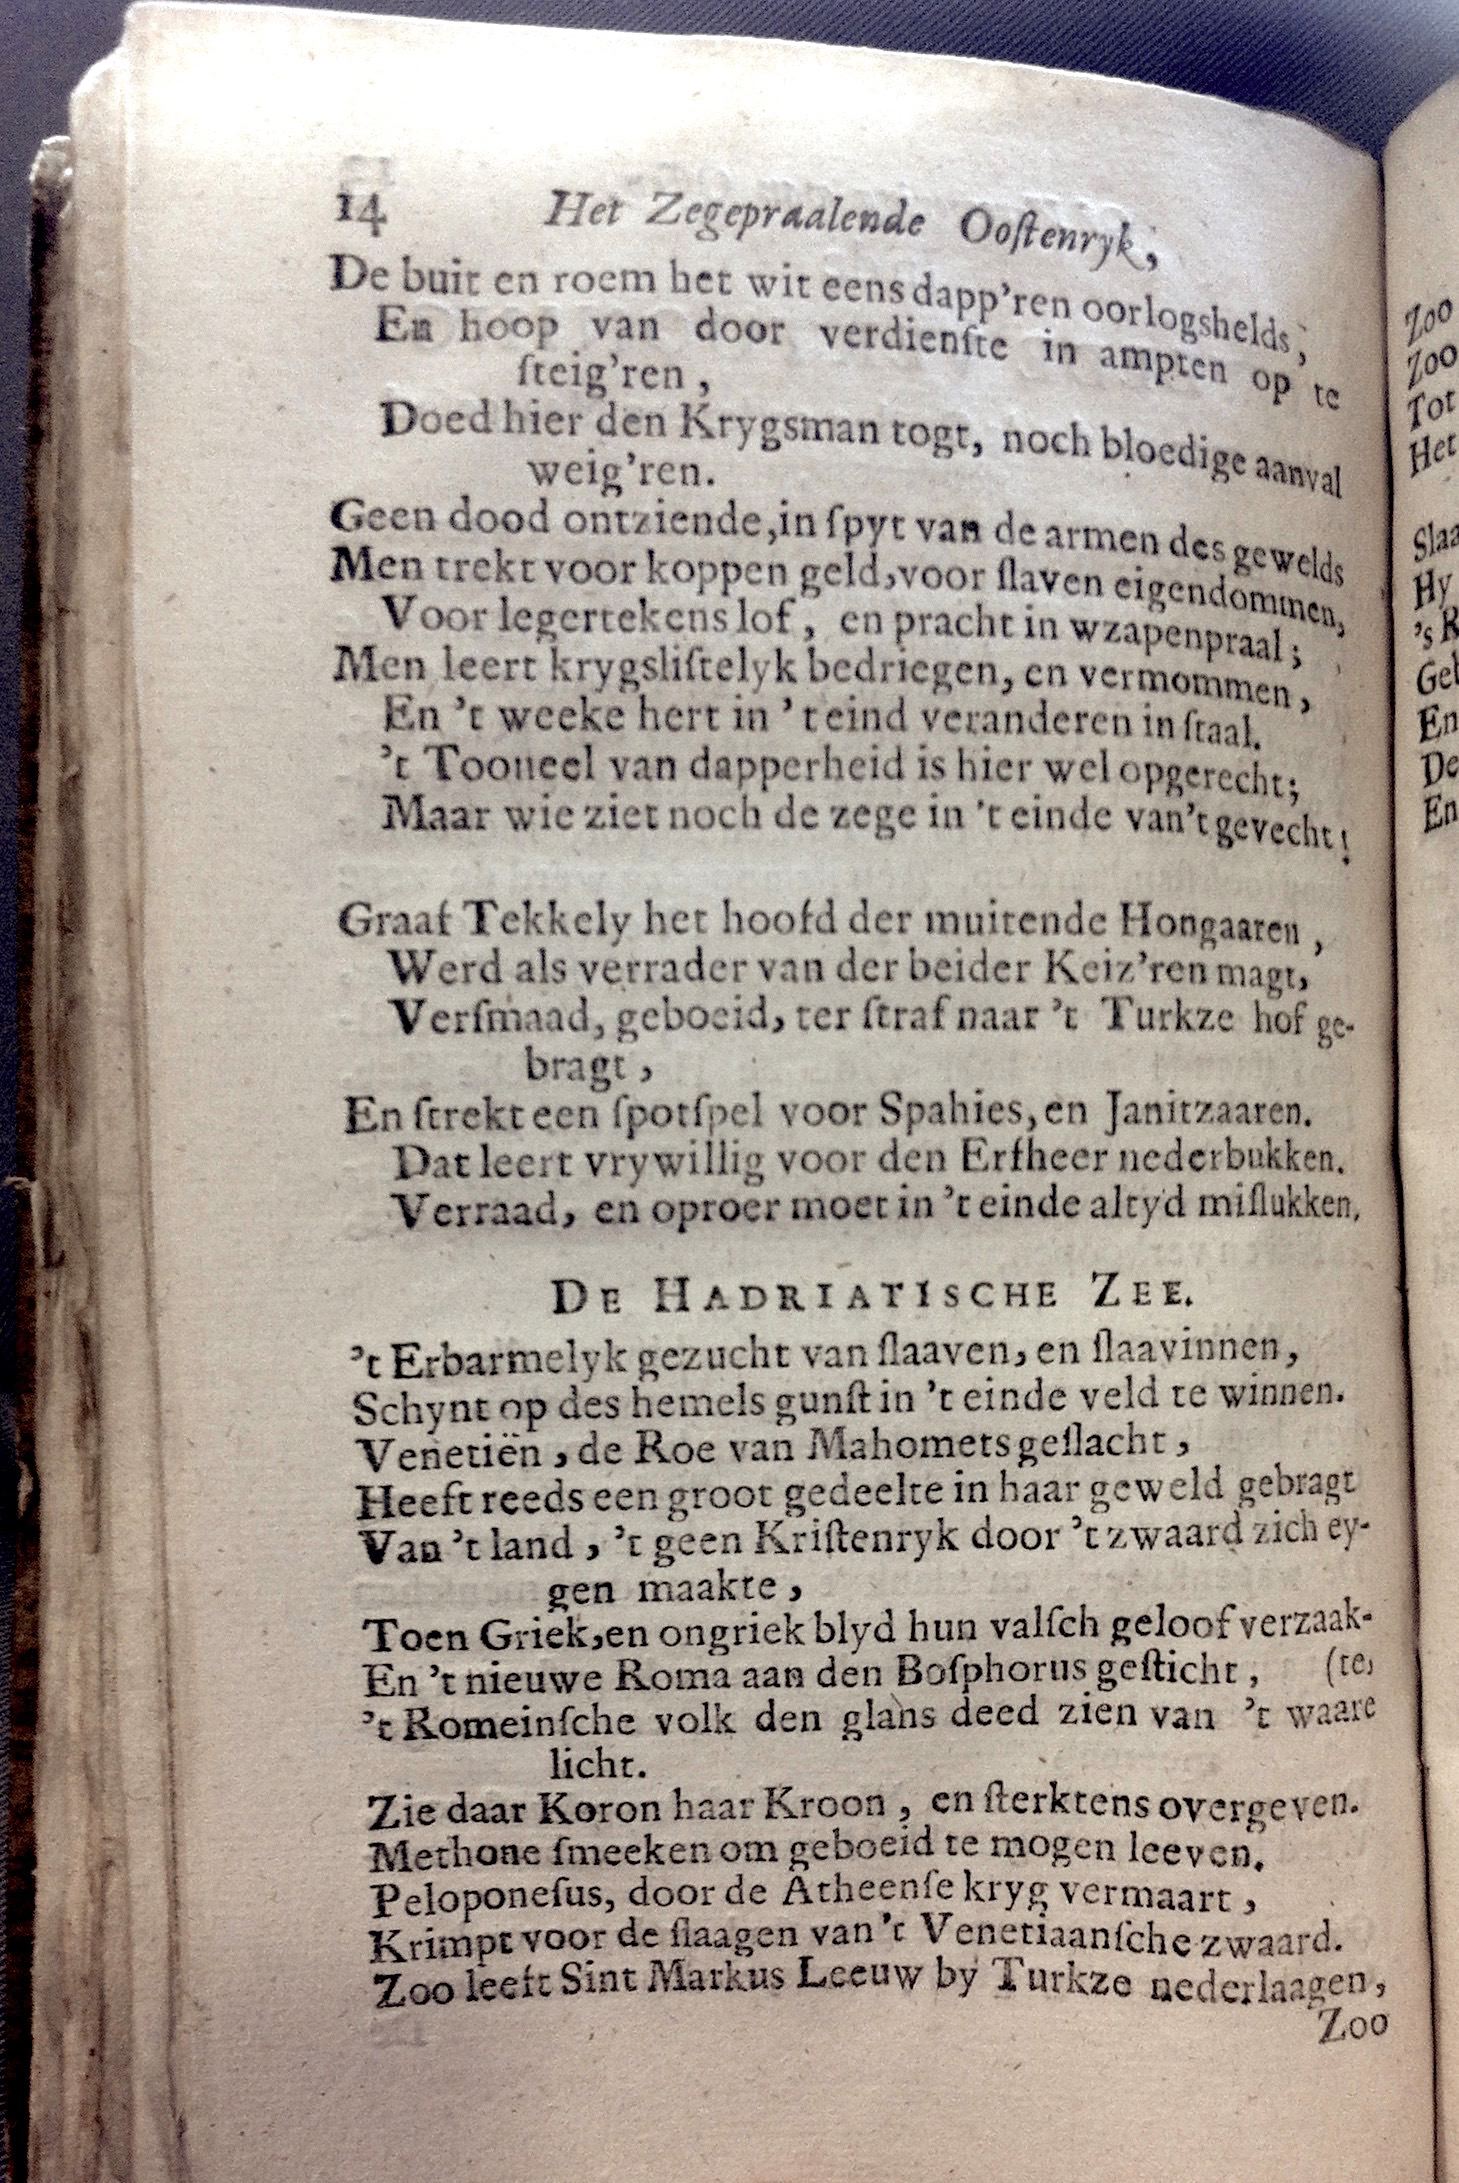 14 Het Zegepraalende Ooſtenryk,
De buit en roem het wit eens dapp'ren oorlogshelds,
En hoop van door verdienſte in ampten op te
ſteig'ren,
Doed hier den Krygsman togt, noch bloedige aanval
weig'ren.
Geen dood ontziende, in ſpyt van de armen des gewelds
Men trekt voor koppen geld, voor ſlaven eigendommen,
Voor legertekens lof, en pracht in wzapenpraal;
Men leert krygsliſtelyk bedriegen, en vermommen,
En 't weeke hert in 't eind veranderen in ſtaal.
't Tooneel van dapperheid is hier wel opgerecht;
Maar wie ziet noch de zege in 't einde van 't gevecht!
Graaf Tekkely het hoofd der muitende Hongaaren,
Werd als verrader van der beider Keiz'ren magt,
Verſmaad, geboeid, ter ſtraf naar 't Turkze hof ge-
bragt,
En ſtrekt een ſpotſpel voor Spahies, en Janitzaaren.
Dat leert vrywillig voor den Erfheer nederbukken.
Verraad, en oproer moet in 't einde altyd miſlukken.
DE HADRIATISCHE ZEE.
't Erbarmelyk gezucht van ſlaaven, en ſlaavinnen,
Schynt op des hemels gunſt in 't einde veld te winnen.
Venetiën, de Roe van Mahomets geſlacht,
Heeft reeds een groot gedeelte in haar geweld gebragt
Van 't land, 't geen Kriſtenryk door 't zwaard zich ey-
gen maakte,
Toen Griek, en ongriek blyd hun valſch geloof verzaak-
En 't nieuwe Roma aan den Boſphorus geſticht, (te,
't Romeinſche volk den glans deed zien van 't waare
licht.
Zie daar Koron haar Kroon, en ſterktens overgeven.
Methone ſmeeken om geboeid te mogen leeven.
Peloponeſus, door de Atheenſe kryg vermaart,
Krimpt voor de ſlaagen van 't Venetiaanſche zwaard.
Zoo leeft Sint Markus Leeuw by Turkze nederlaagen,
Zoo
Zoo
Zoo
Tot
Het
Hy
En
De
En